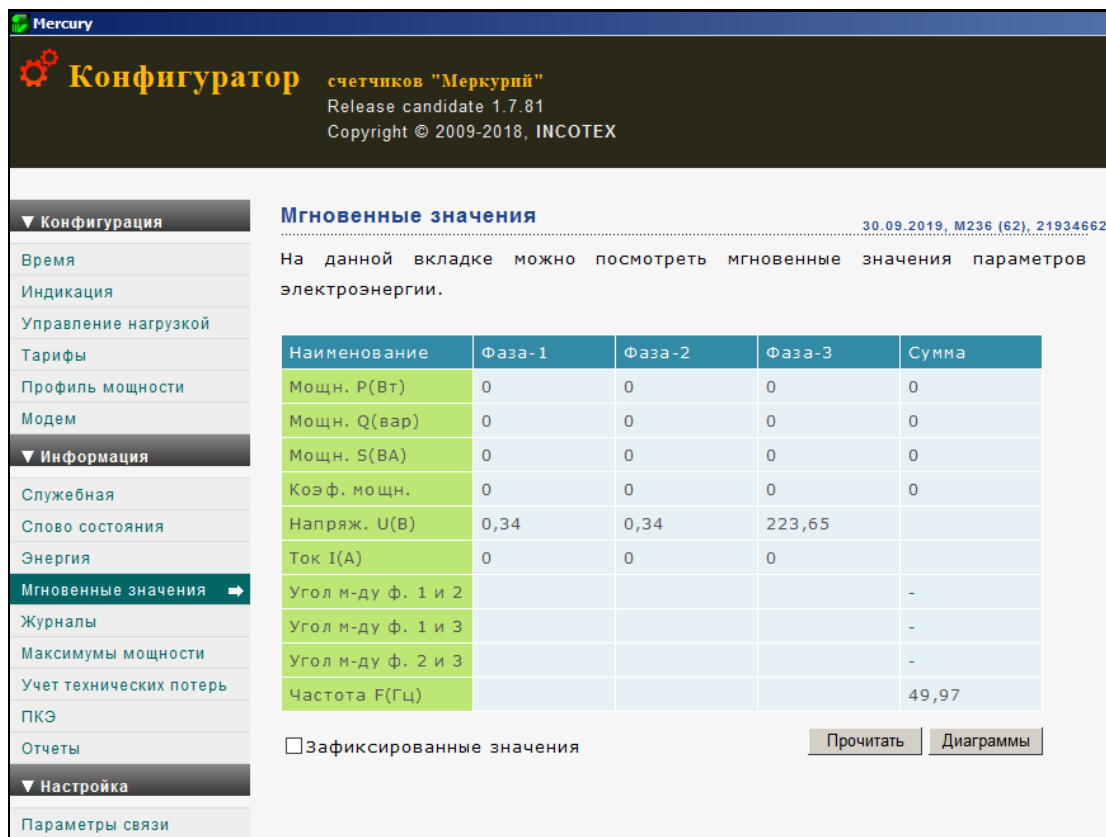 Mercury
Конфигуратор счетчиков "Меркурий"
Release candidate 1.7.81
Copyright © 2009-2018, INCOTEX
▼ Конфигурация
Время
Индикация
Управление нагрузкой
Тарифы
Профиль мощности
Модем
▼ Информация
Служебная
Слово состояния
Энергия
Мгновенные значения
Журналы
Максимумы мощности
Учет технических потерь
ПКЭ
Отчеты
▼ Настройка
Параметры связи
Мгновенные значения
30.09.2019, M236 (62), 21934662
На данной вкладке можно посмотреть мгновенные значения параметров
электроэнергии.
Наименование Фаза-1 Фаза-2 Фаза-3 Сумма
Мощн. P(Вт) 0 0 0 0
Мощн. Q(вар) 0 0 0 0
Мощн. S(ВА) 0 0 0 0
Коэф. мощн. 0 0 0 0
Напряж. U(В) 0,34 0,34 223,65
Ток I(А) 0 0 0
Угол м-ду ф. 1 и 2 -
Угол м-ду ф. 1 и 3 -
Угол м-ду ф. 2 и 3 -
Частота F(Гц) 49,97
Зафиксированные значения
Прочитать Диаграммы